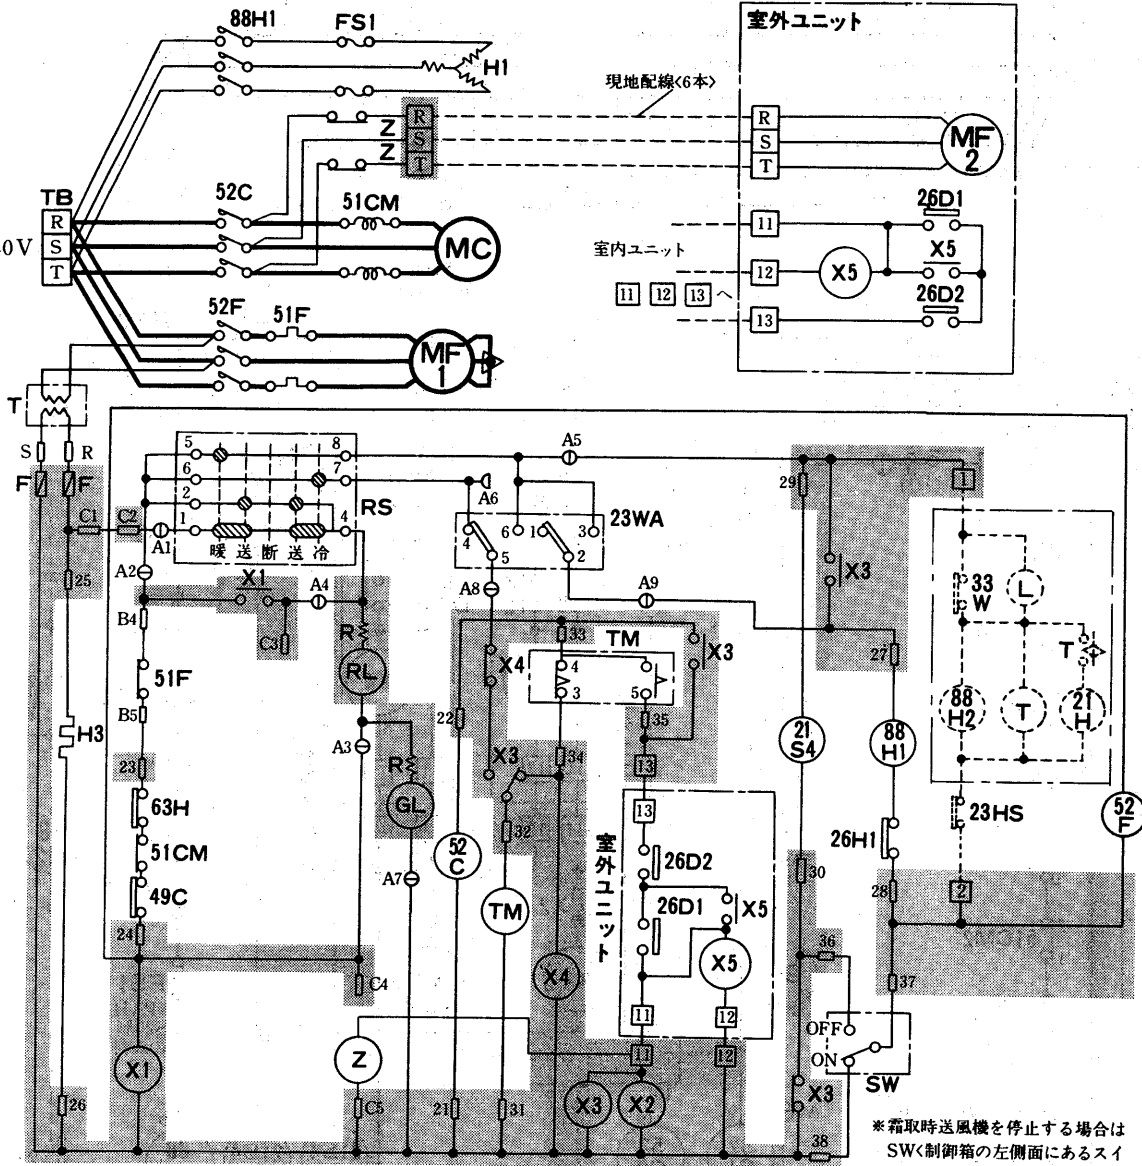 88H1
FS1
H1
室外ユニット
現地配線<6本>
R
S
T
Z
Z
R
S
T
MF
2
TB
R
S
T
0V
52C
51CM
MC
室内ユニット
11 12 13 へ
11
12
13
26D1
X5
X5
26D2
52F
51F
MF
1
T
S
R
F
F
C1
C2
A1
5
6
2
1
8
7
4
RS
暖 送 断 送 冷
A5
A6
23WA
4
6
1
3
5
2
29
1
A2
25
X1
A4
C3
A8
A9
X3
33
W
L
B4
51F
B5
R
RL
X4
33
TM
4
3
5
X3
27
T
88
H2
T
21
H
H3
22
35
21
S4
88
H1
23
A3
R
GL
X3
34
13
63H
51CM
49C
24
52
C
32
13
26D2
26D1
X5
X5
室外ユニット
26H1
23HS
52
F
A7
TM
30
28
2
X4
36
37
C4
11
12
OFF
ON
SW
X1
Z
11
12
X3
X2
X3
26
C5
21
31
38
※霜取時送風機を停止する場合は
SW<制御箱の左側面にあるスイ